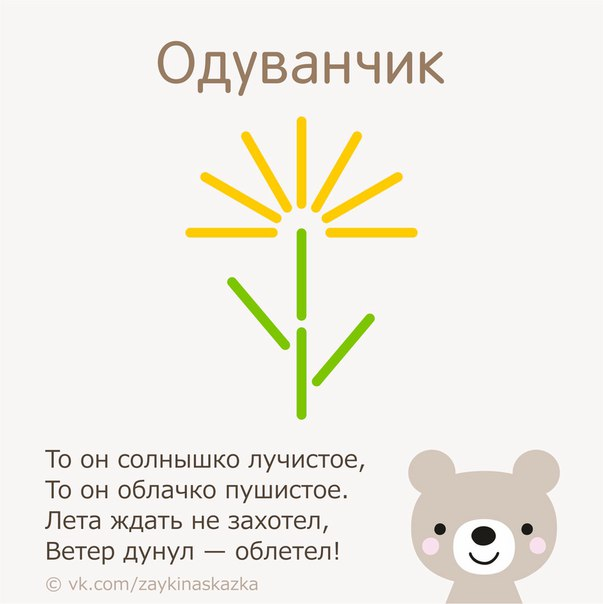 Одуванчик
То он солнышко лучистое,
То он облачко пушистое.
Лета ждать не захотел,
Ветер дунул — облетел!
© vk.com/zaykinaskazka